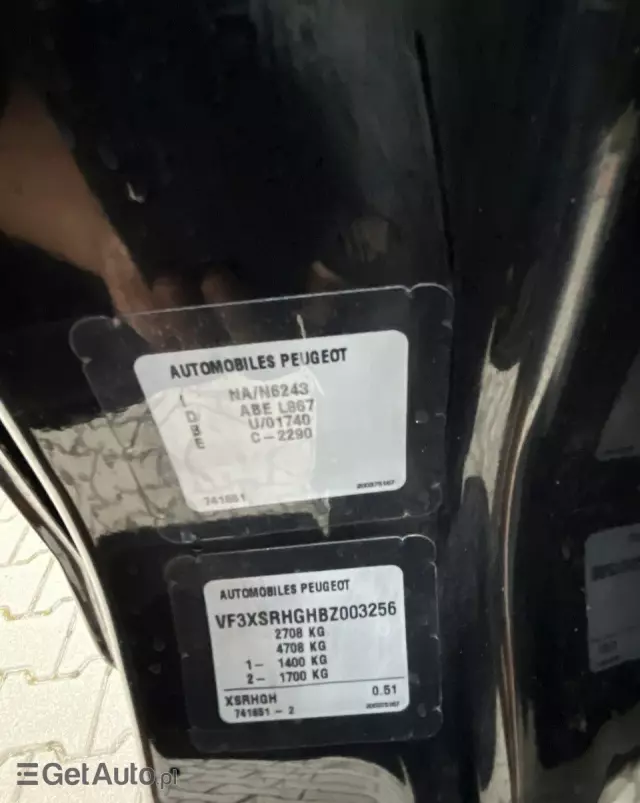 AUTOMOBILES PEUGEOT
NA/N6243
D/ ABE L867
B U/01740
E C-2290
741651
AUTOMOBILES PEUGEOT
VF3XSRHGHBZ003256
2708 KG
4708 KG
1- 1400 KG
2- 1700 KG
XSRHGH 0.51
741651 - 2
GetAuto.pl